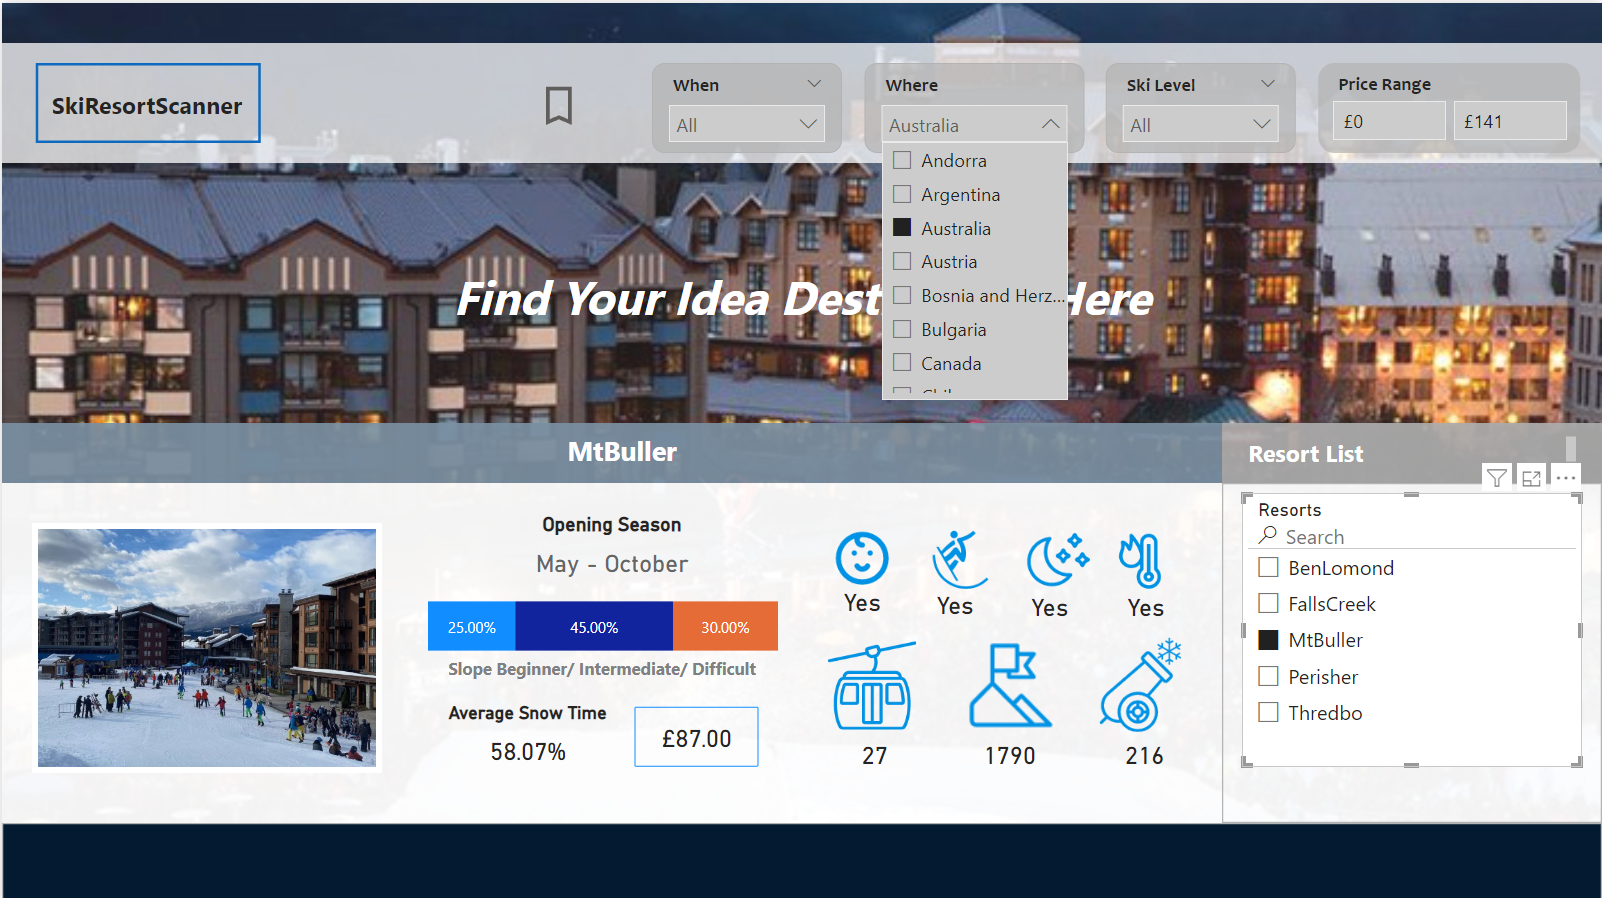 SkiResortScanner
When
All
Where
Australia
Ski Level
All
Price Range
£0
£141
Andorra
Argentina
Australia
Austria
Bosnia and Herz...
Bulgaria
Canada
Find Your Idea Dest Here
MtBuller
Opening Season
May - October
25.00% 45.00% 30.00%
Slope Beginner/ Intermediate/ Difficult
Average Snow Time
58.07%
£87.00
Yes Yes Yes Yes
27 1790 216
Resort List
Resorts
Search
BenLomond
FallsCreek
MtBuller
Perisher
Thredbo